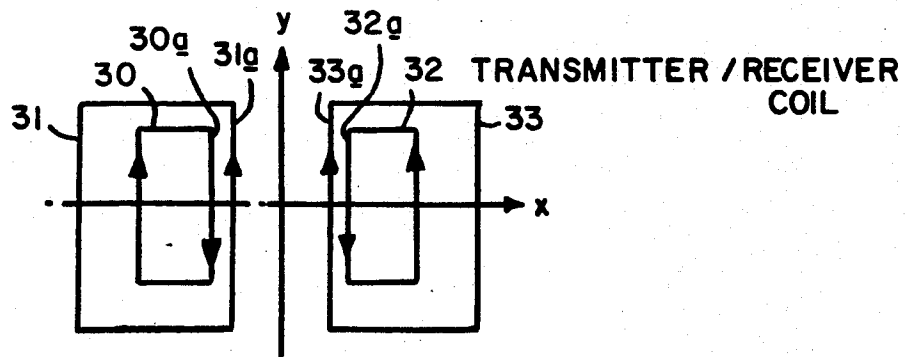 y
30a 31a 32a
30 33a 32 TRANSMITTER / RECEIVER
COIL
31 33
x